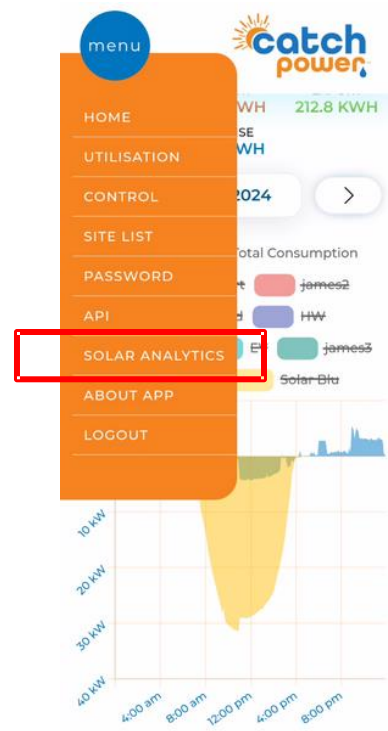 menu
catch
power
WH 212.8 KWH
HOME
SE
WH
UTILISATION
CONTROL
2024
>
SITE LIST
Total Consumption
PASSWORD
james2
API
HW
SOLAR ANALYTICS
james3
ABOUT APP
Solar Blu
LOGOUT
10 kW
20 kW
30 kW
40 kW
4:00 am 8:00 am 12:00 pm 4:00 pm 8:00 pm